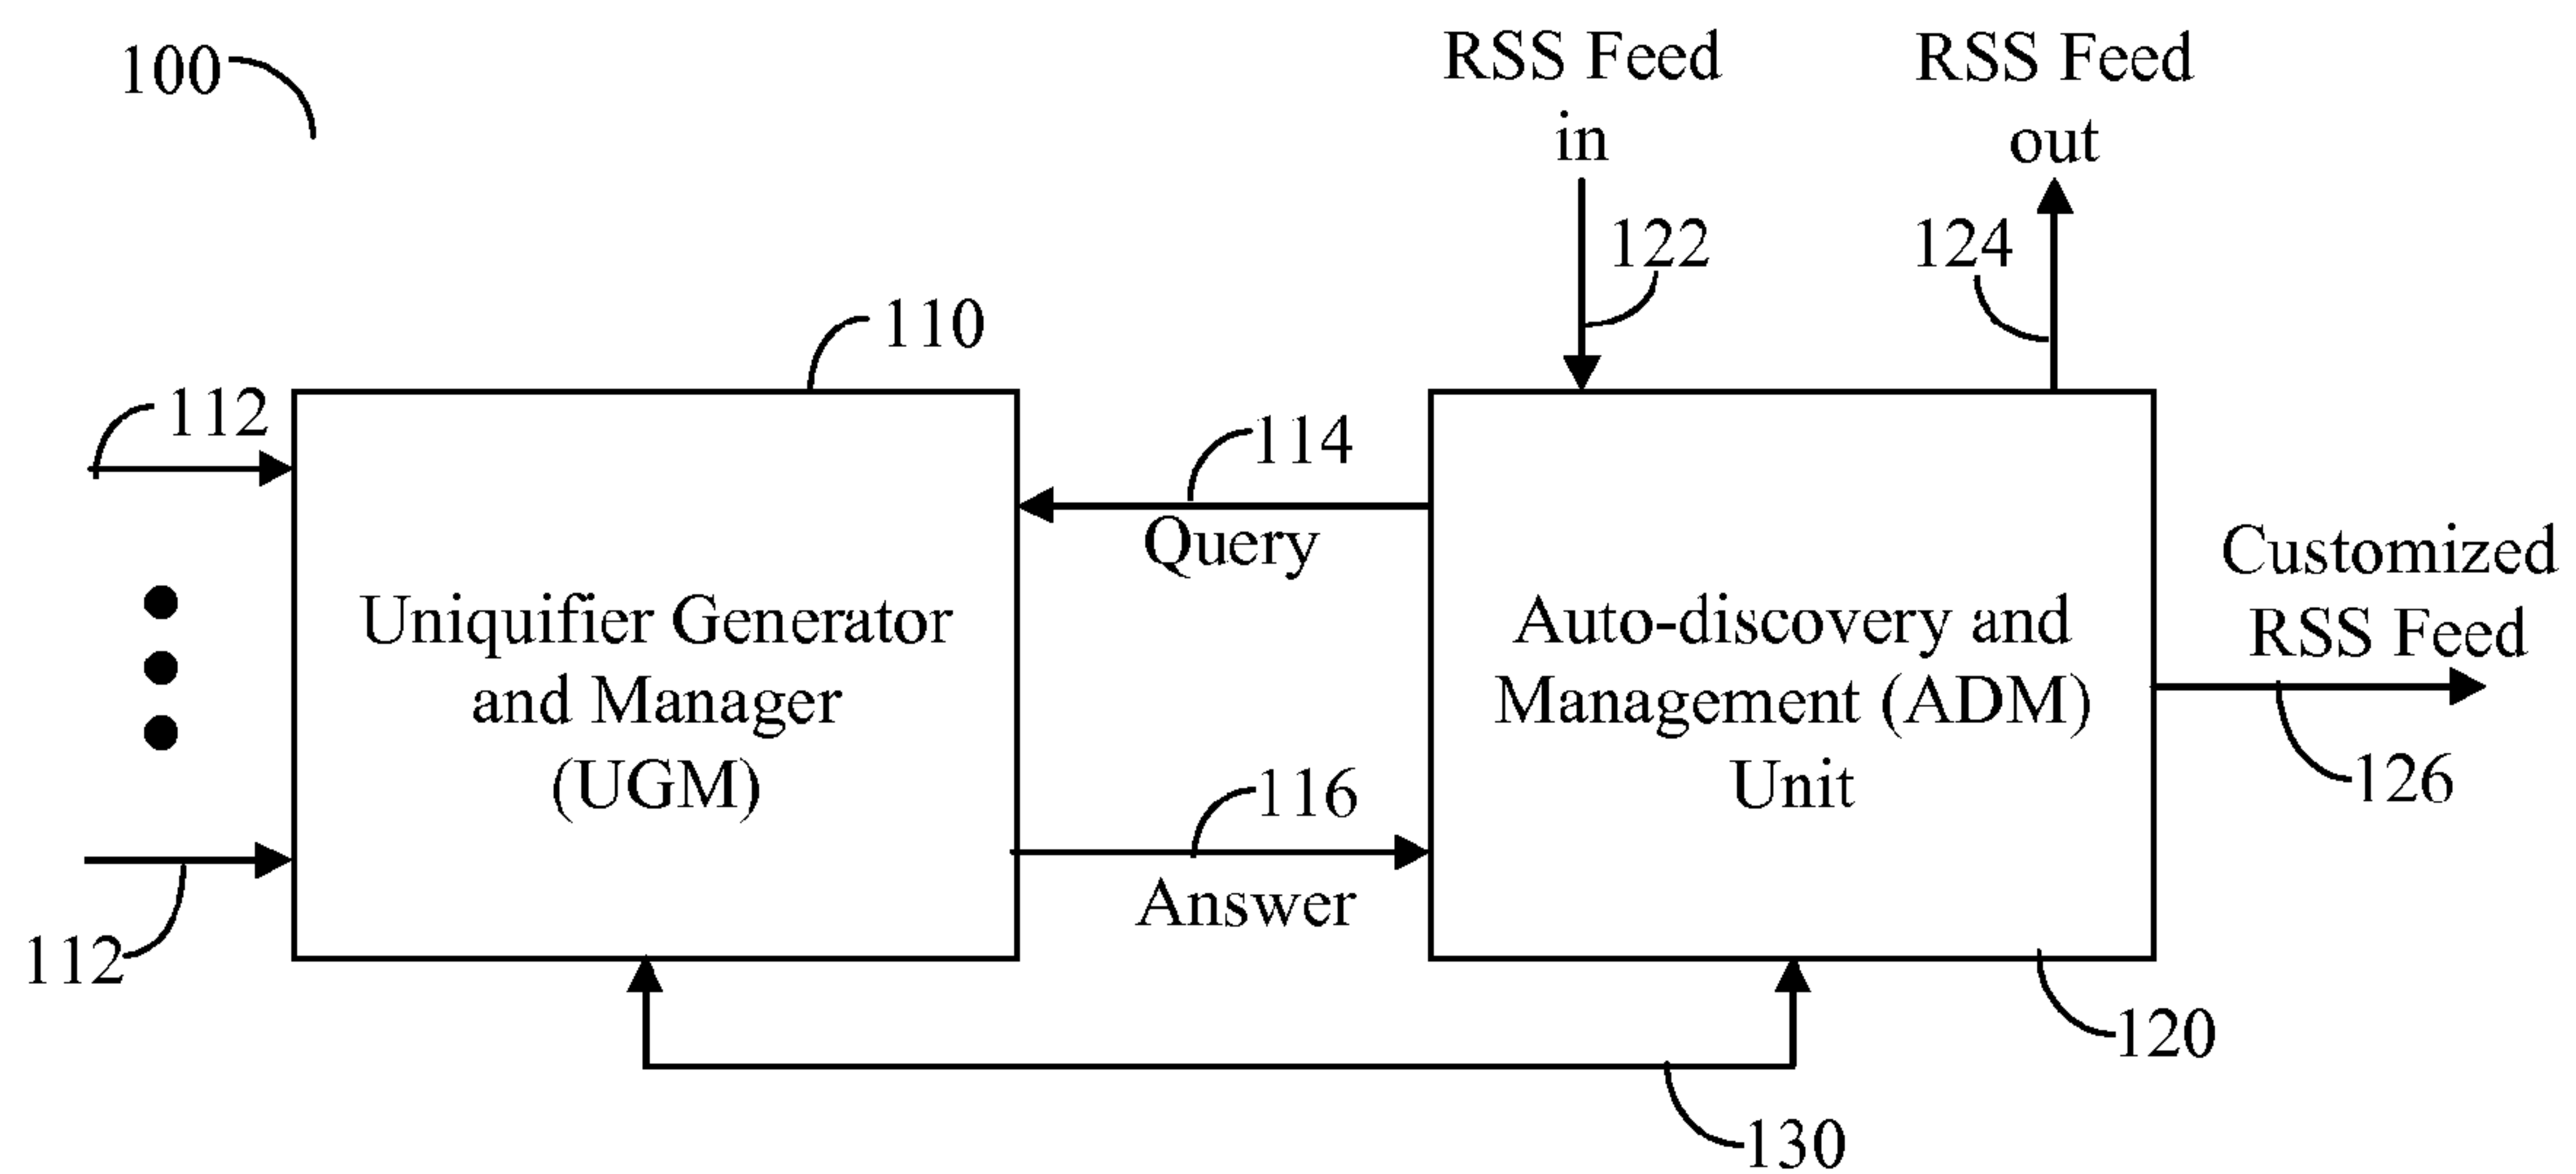 100
RSS Feed
in
RSS Feed
out
122
124
110
112
114
Query
Customized
RSS Feed
Uniquifier Generator
and Manager
(UGM)
Auto-discovery and
Management (ADM)
Unit
126
116
Answer
112
120
130